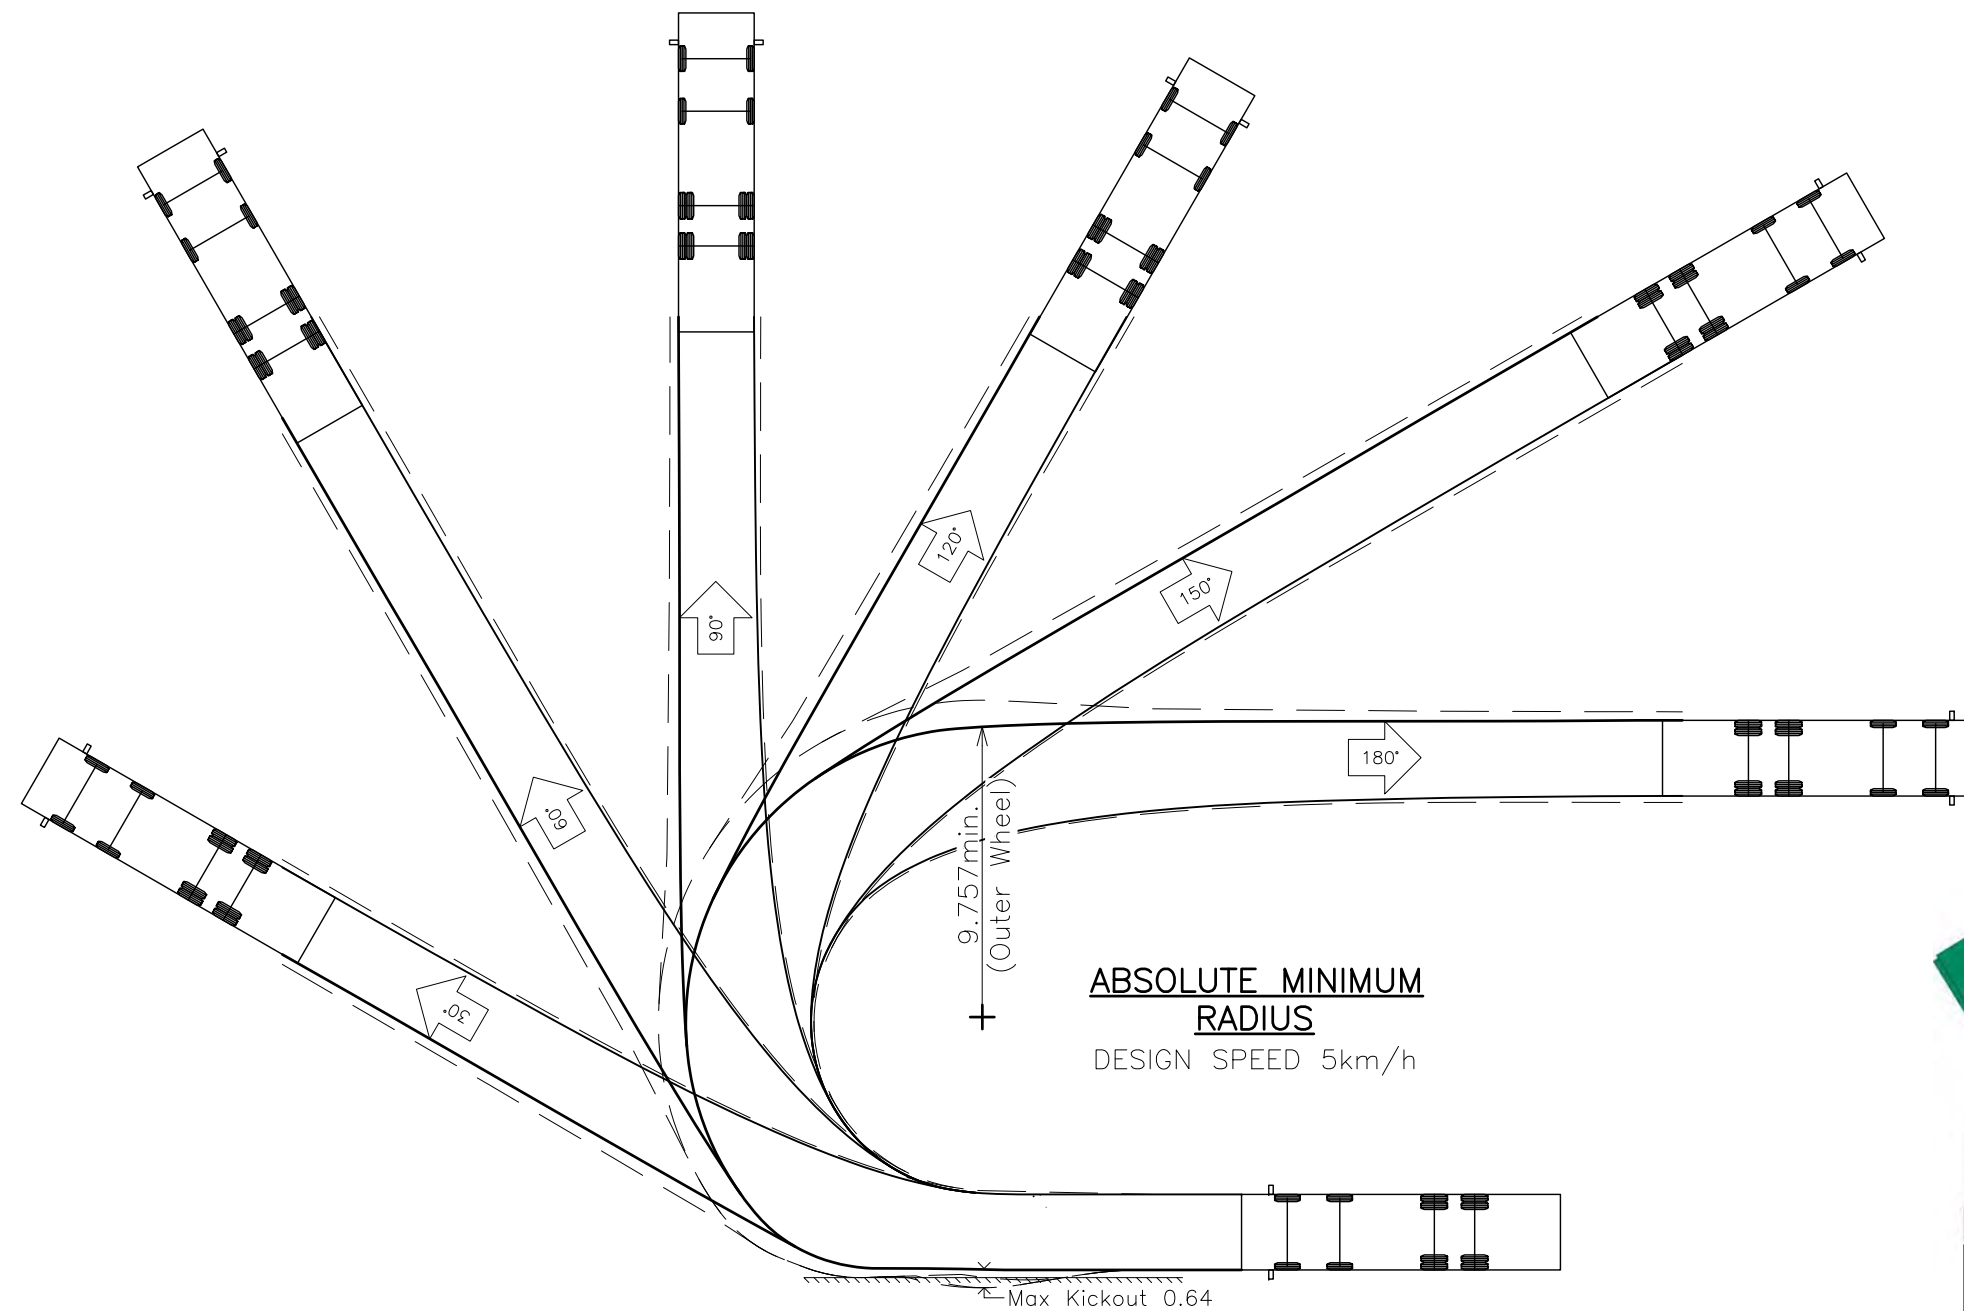 120°
150°
90°
180°
60°
9.757min.
(Outer Wheel)
30°
ABSOLUTE MINIMUM
RADIUS
DESIGN SPEED 5km/h
Max Kickout 0.64